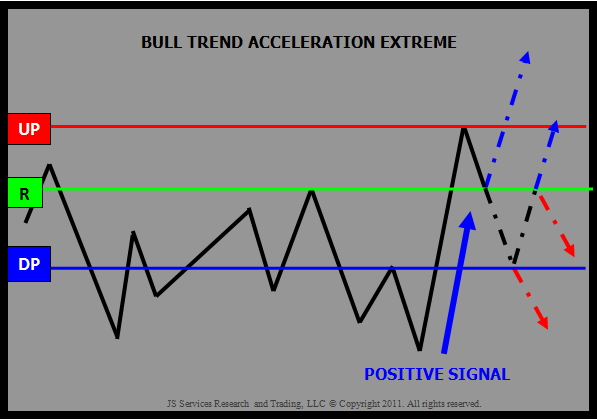 BULL TREND ACCELERATION EXTREME
UP
R
DP
POSITIVE SIGNAL
JS Services Research and Trading, LLC © Copyright 2011. All rights reserved.